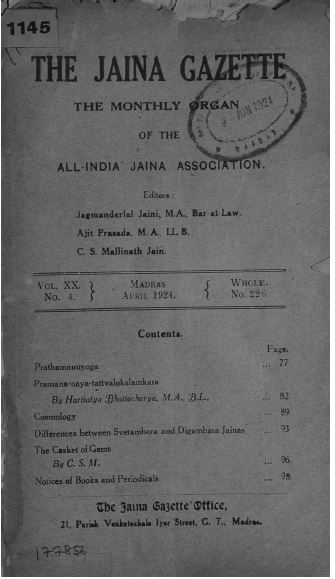 1145
THE JAINA GAZETTE
THE MONTHLY ORGAN
OF THE
ALL-INDIA JAINA ASSOCIATION.
JUN 1924
Editors :
Jagmanderlal Jaini, M.A., Bar-at-Law.
Ajit Prasada, M. A., LL. B.
C. S. Mallinath Jain.
VOL. XX. } MADRAS { WHOLE.
No. 4. APRIL 1924. No. 226
Contents.
Page.
Prathamanuyoga ... 77
Pramana-naya-tattvalokalamkara
By Harisatya Bhattacharya, M.A., B.L., ... 82
Cosmology ... 89
Differences between Svetambara and Digambara Jainas ... 93
The Casket of Gems
By C. S. M. ... 96
Notices of Books and Periodicals ... 98
The Jaina Gazette Office,
21, Parish Venkatachala Iyer Street, G. T., Madras.
177856